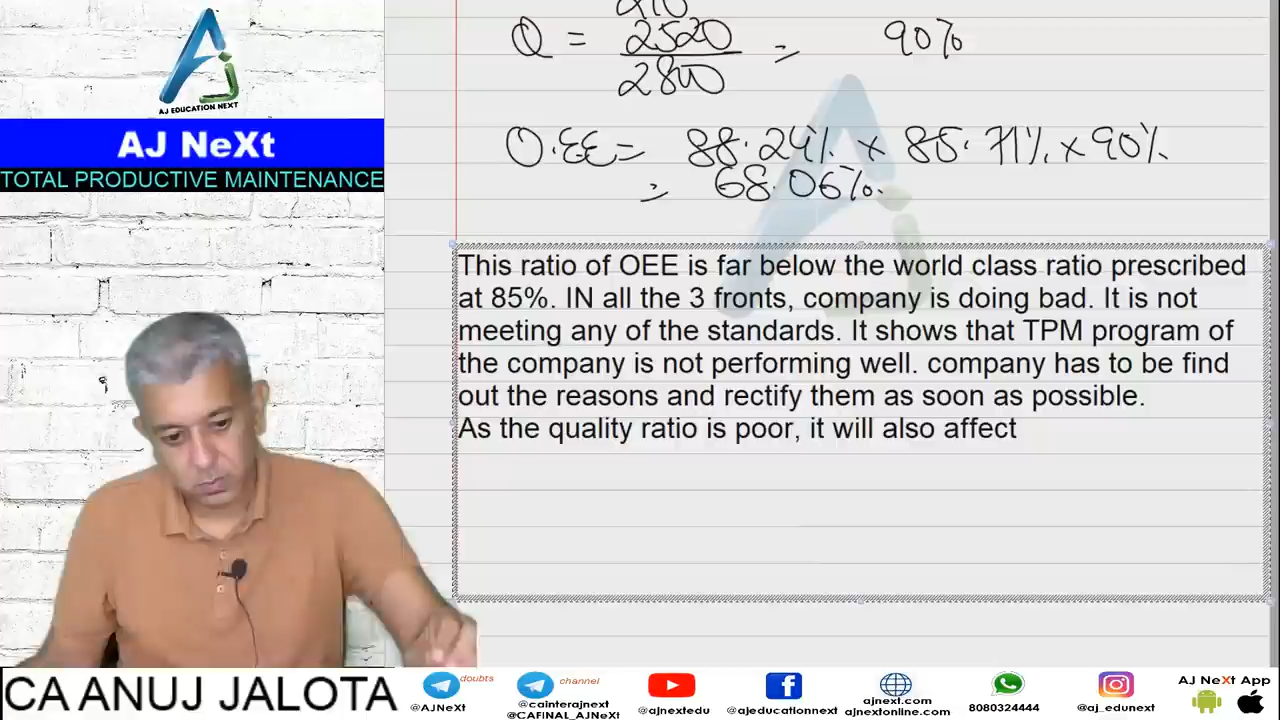 Q = 2520 = 90%
2800
O.EE = 88.24% x 85.71% x 90%
= 68.06%.
AJ EDUCATION NEXT
AJ NeXt
TOTAL PRODUCTIVE MAINTENANCE
This ratio of OEE is far below the world class ratio prescribed
at 85%. IN all the 3 fronts, company is doing bad. It is not
meeting any of the standards. It shows that TPM program of
the company is not performing well. company has to be find
out the reasons and rectify them as soon as possible.
As the quality ratio is poor, it will also affect
CA ANUJ JALOTA
doubts
@AJNeXt
channel
@cainterajnext
@CAFINAL_AJNeXt
@ajnextedu
@ajeducationnext
ajnext.com
ajnextonline.com
8080324444
@aj_edunext
AJ NeXt App